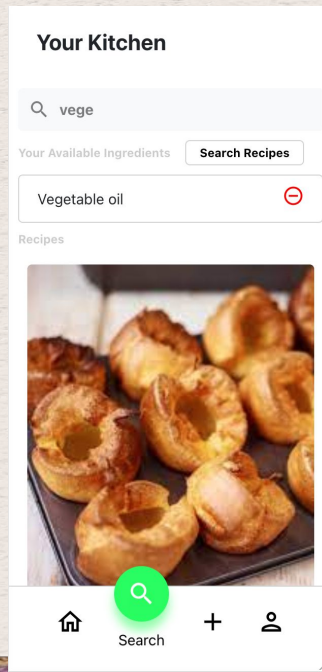 Your Kitchen
vege
Your Available Ingredients Search Recipes
Vegetable oil
Recipes
Search